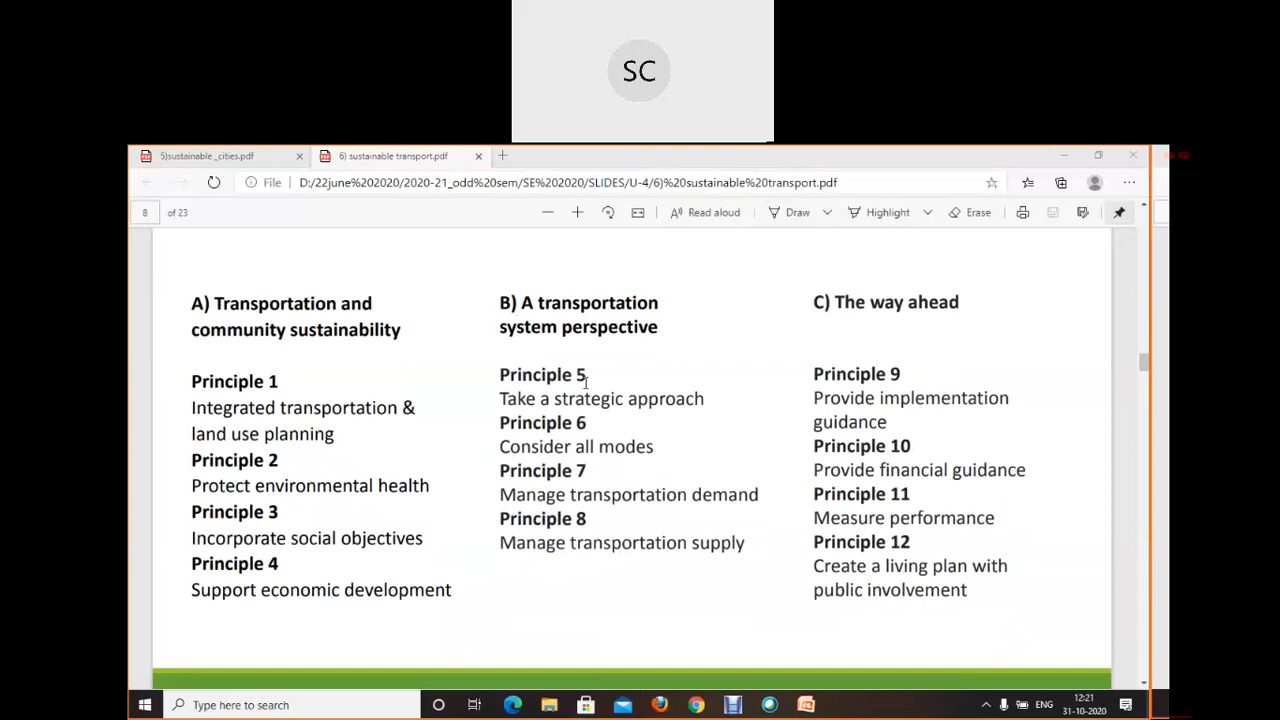 SC
5)sustainable _cities.pdf
6) sustainable transport.pdf
File
D:/22june%202020/2020-21_odd%20sem/SE%202020/SLIDES/U-4/6)%20sustainable%20transport.pdf
8
of 23
Read aloud
Draw
Highlight
Erase
A) Transportation and
community sustainability
Principle 1
Integrated transportation &
land use planning
Principle 2
Protect environmental health
Principle 3
Incorporate social objectives
Principle 4
Support economic development
B) A transportation
system perspective
Principle 5
Take a strategic approach
Principle 6
Consider all modes
Principle 7
Manage transportation demand
Principle 8
Manage transportation supply
C) The way ahead
Principle 9
Provide implementation
guidance
Principle 10
Provide financial guidance
Principle 11
Measure performance
Principle 12
Create a living plan with
public involvement
Type here to search
ENG
12:21
31-10-2020